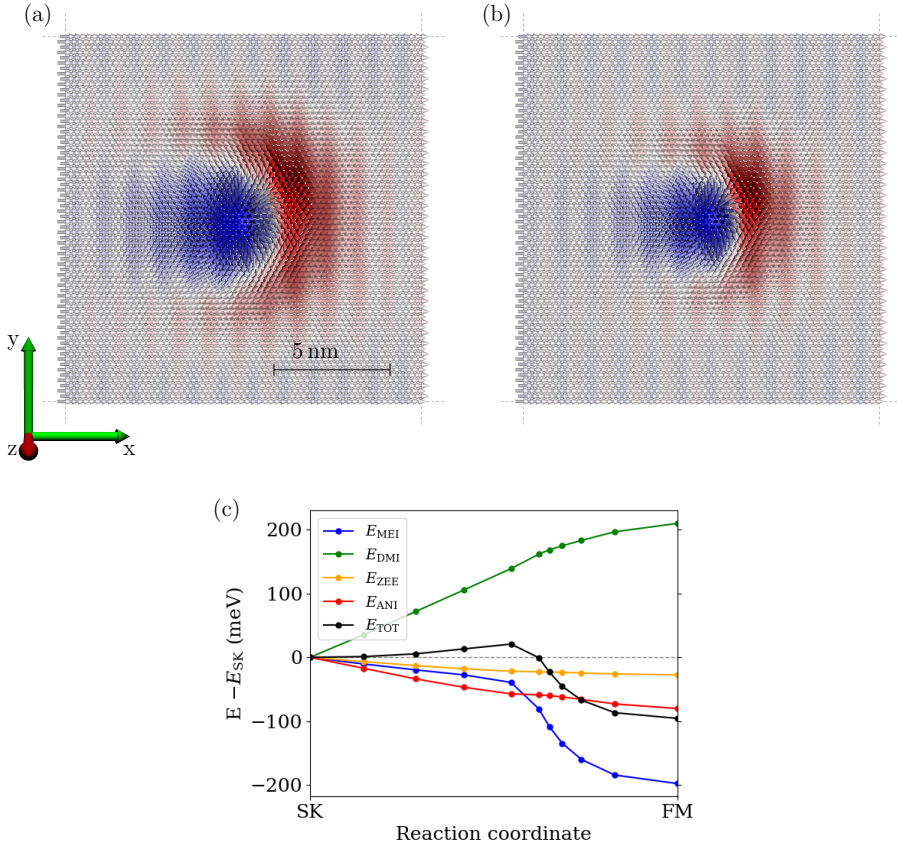 (a)
(b)
5 nm
y
z
x
(c)
E − E_SK (meV)
200
100
0
−100
−200
E_MEI
E_DMI
E_ZEE
E_ANI
E_TOT
SK
FM
Reaction coordinate